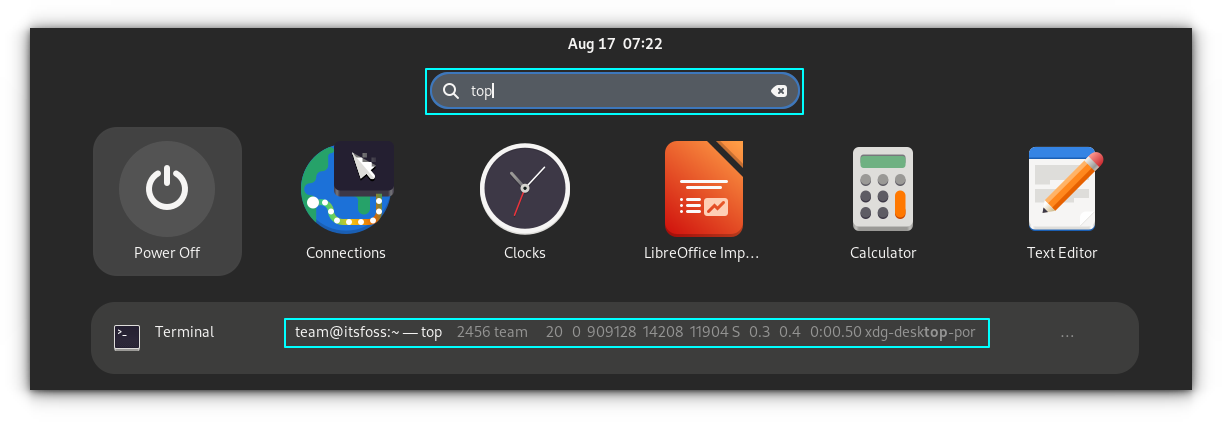 Aug 17 07:22
top
Power Off
Connections
Clocks
LibreOffice Imp…
Calculator
Text Editor
>_ Terminal team@itsfoss:~ — top 2456 team 20 0 909128 14208 11904 S 0.3 0.4 0:00.50 xdg-desktop-por …